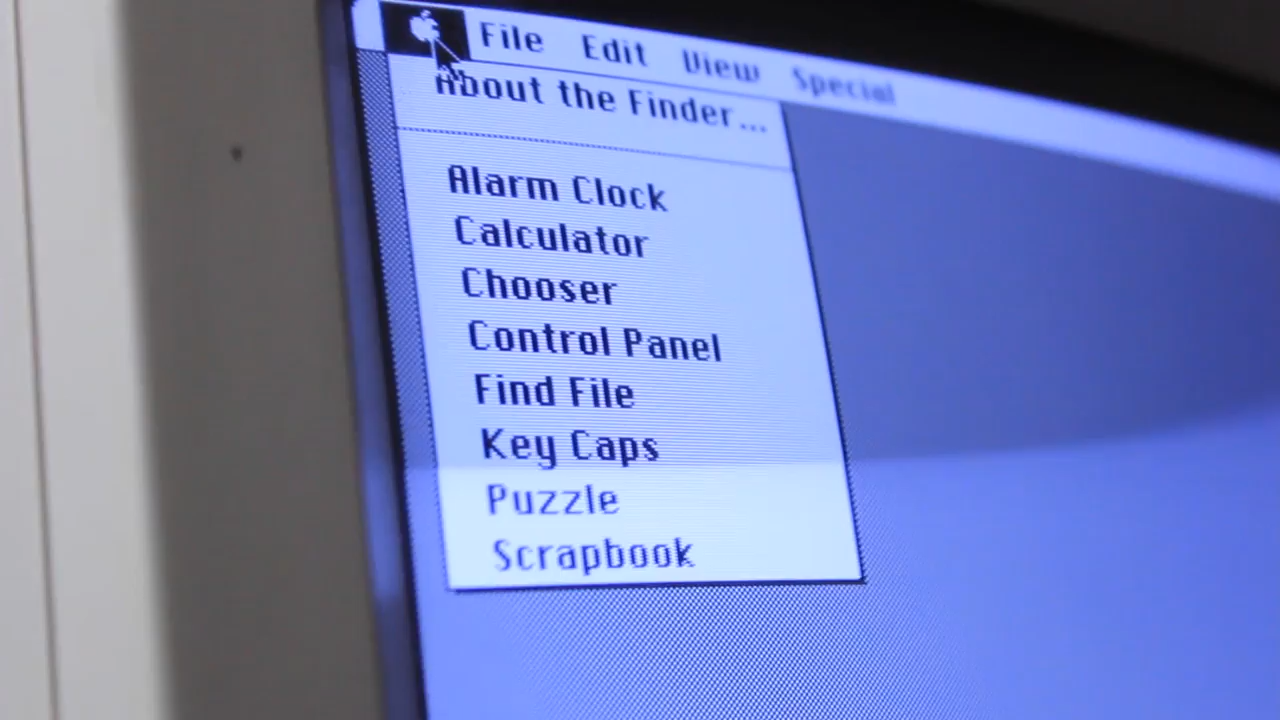 File Edit View Special
About the Finder...
Alarm Clock
Calculator
Chooser
Control Panel
Find File
Key Caps
Puzzle
Scrapbook